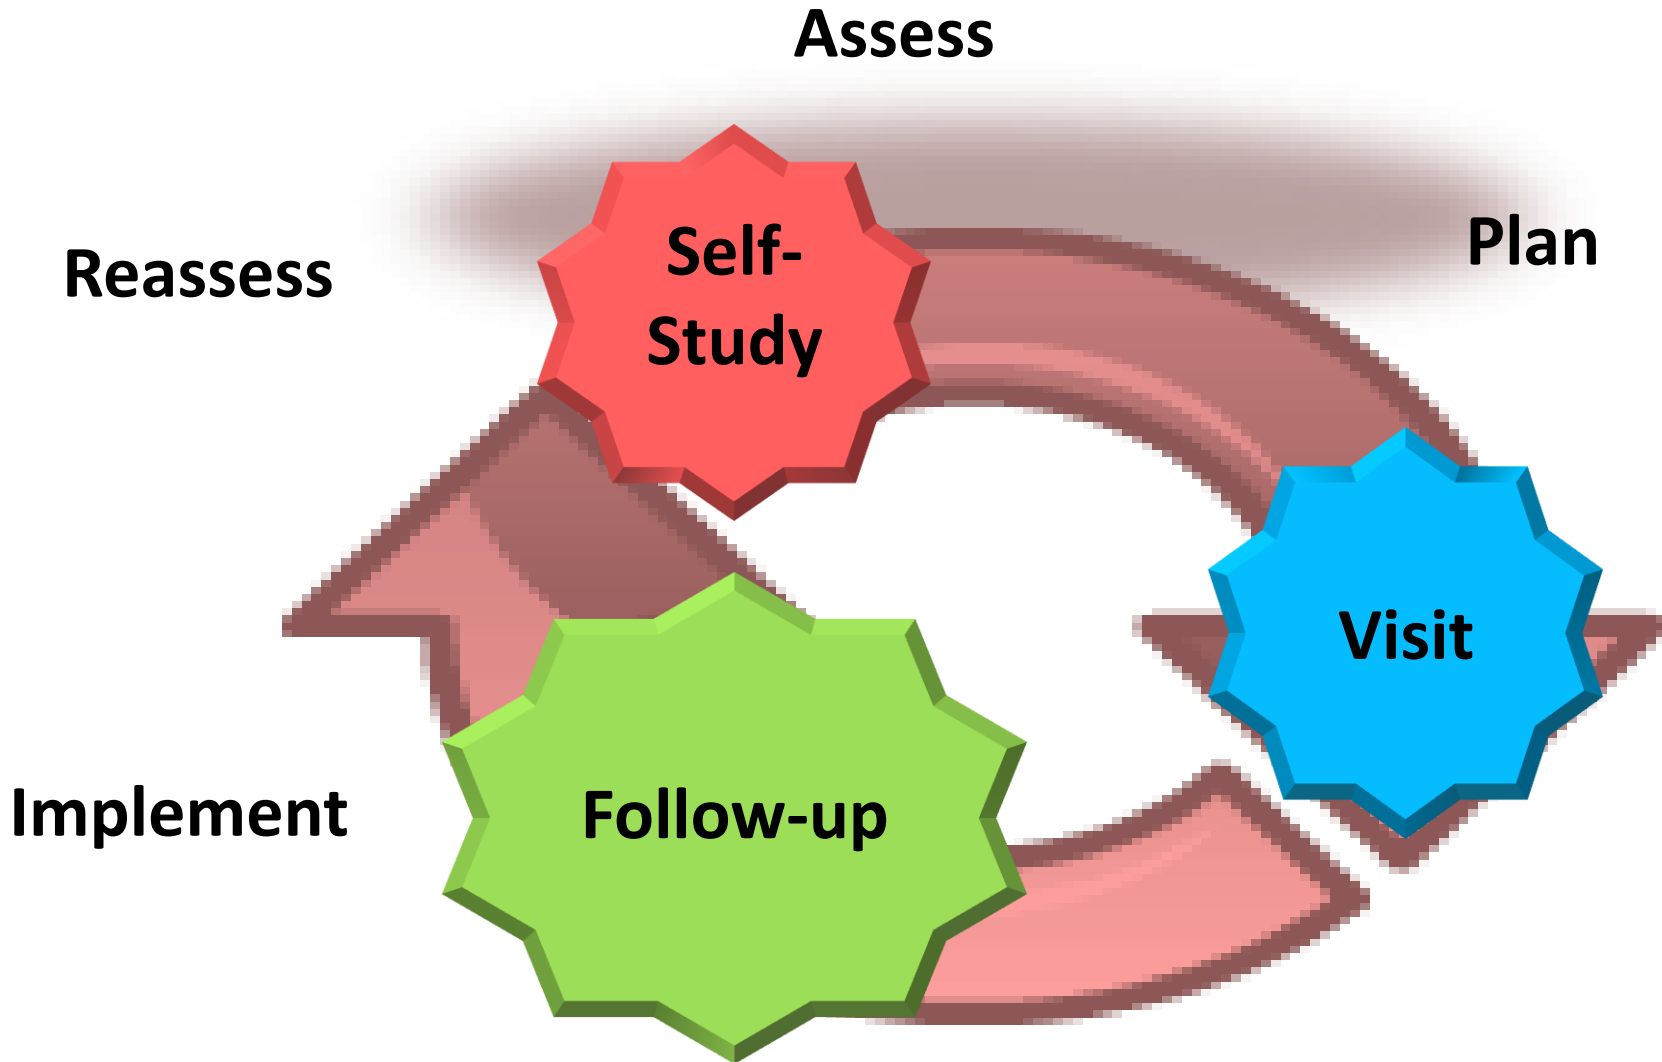 Assess
Self-
Study
Plan
Reassess
Visit
Implement
Follow-up